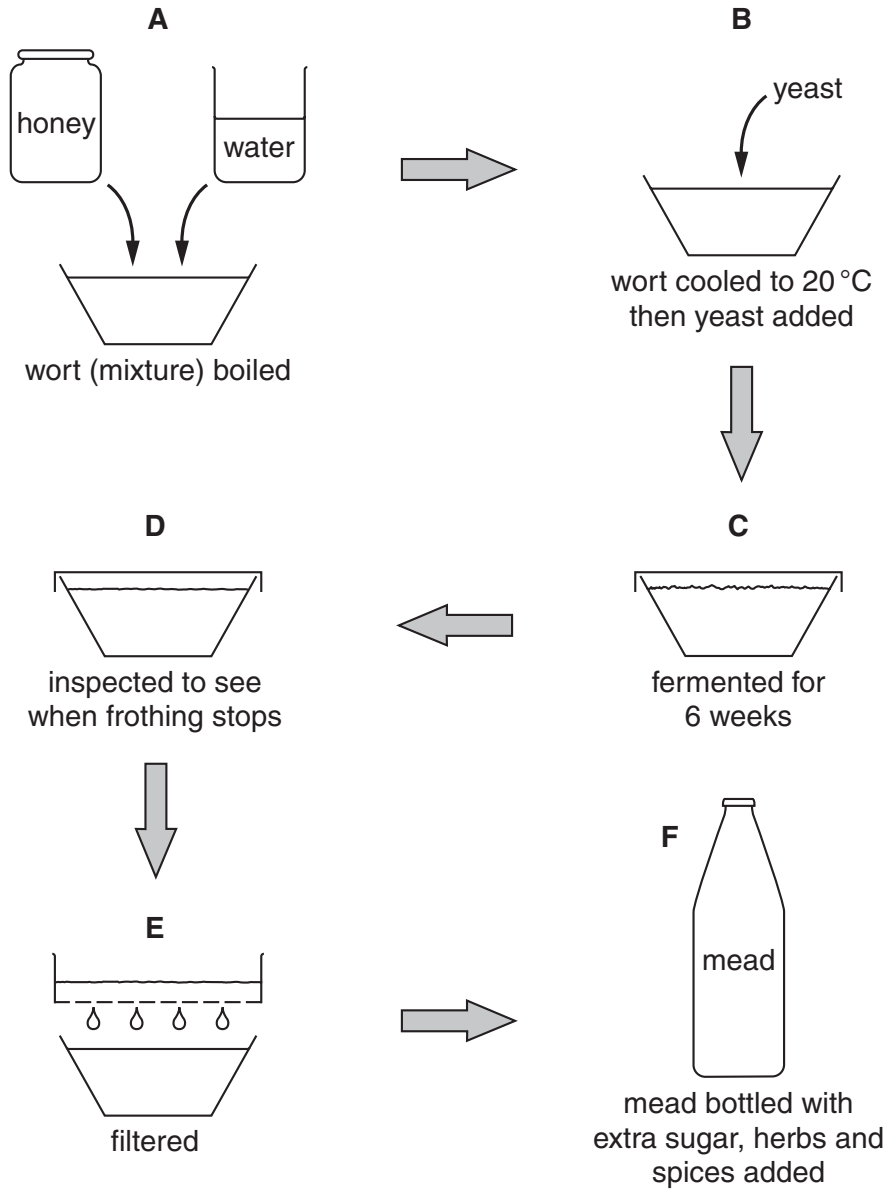 A
honey
water
wort (mixture) boiled
B
yeast
wort cooled to 20 °C
then yeast added
C
fermented for
6 weeks
D
inspected to see
when frothing stops
E
filtered
F
mead
mead bottled with
extra sugar, herbs and
spices added